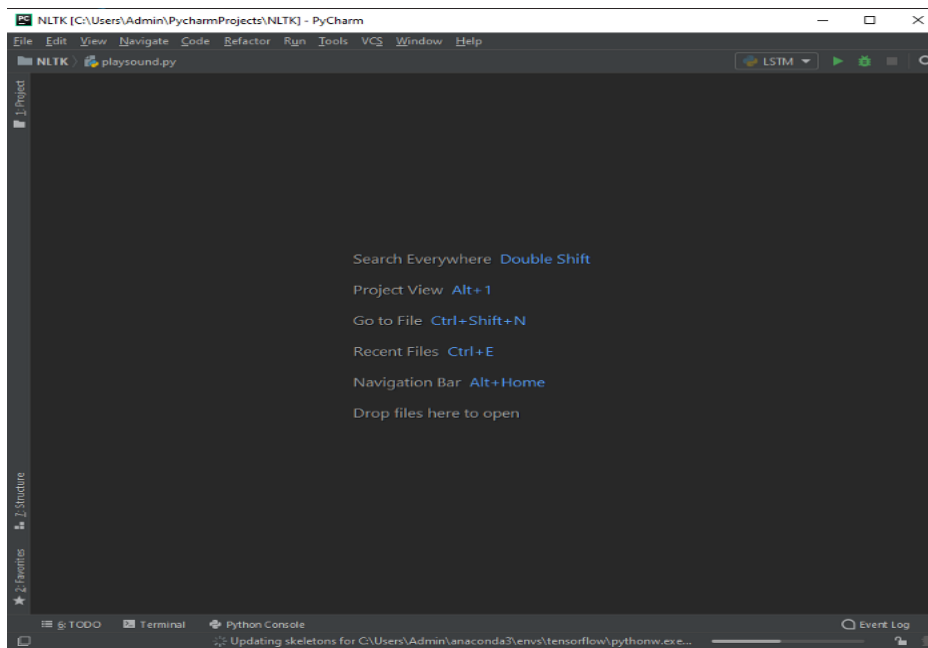 PC NLTK [C:\Users\Admin\PycharmProjects\NLTK] - PyCharm
File Edit View Navigate Code Refactor Run Tools VCS Window Help
NLTK playsound.py LSTM
1: Project
Search Everywhere Double Shift
Project View Alt+1
Go to File Ctrl+Shift+N
Recent Files Ctrl+E
Navigation Bar Alt+Home
Drop files here to open
7: Structure
2: Favorites
6: TODO Terminal Python Console Event Log
Updating skeletons for C:\Users\Admin\anaconda3\envs\tensorflow\pythonw.exe...